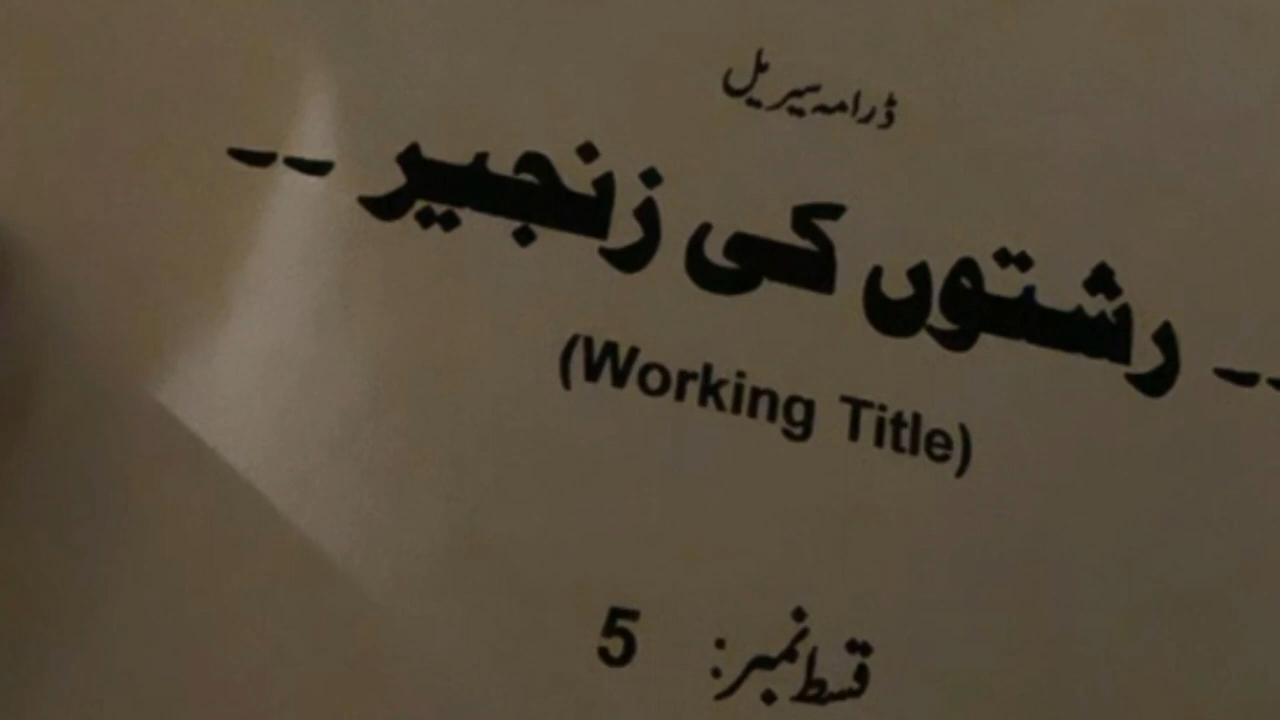 ڈرامہ سیریل
-- رشتوں کی زنجیر --
(Working Title)
قسط نمبر: 5